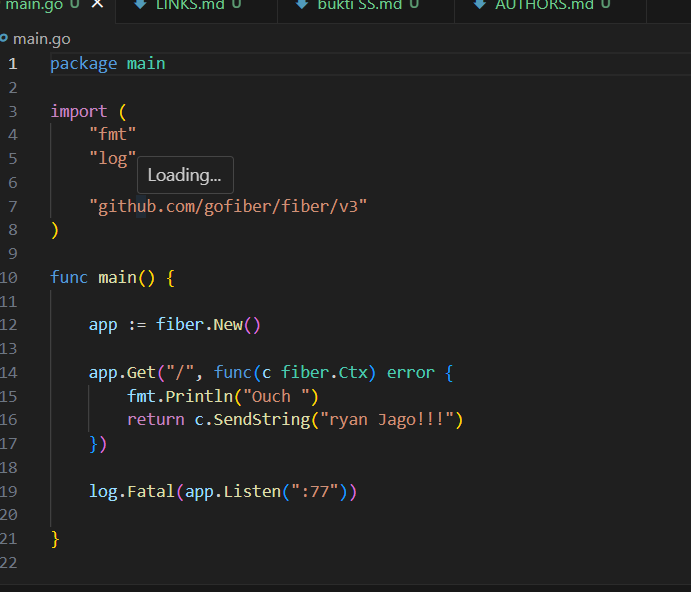 main.go U × LINKS.md U bukti SS.md U AUTHORS.md U
main.go
1 package main
2
3 import (
4 "fmt"
5 "log"
Loading...
6
7 "github.com/gofiber/fiber/v3"
8 )
9
10 func main() {
11
12 app := fiber.New()
13
14 app.Get("/", func(c fiber.Ctx) error {
15 fmt.Println("Ouch ")
16 return c.SendString("ryan Jago!!!")
17 })
18
19 log.Fatal(app.Listen(":77"))
20
21 }
22